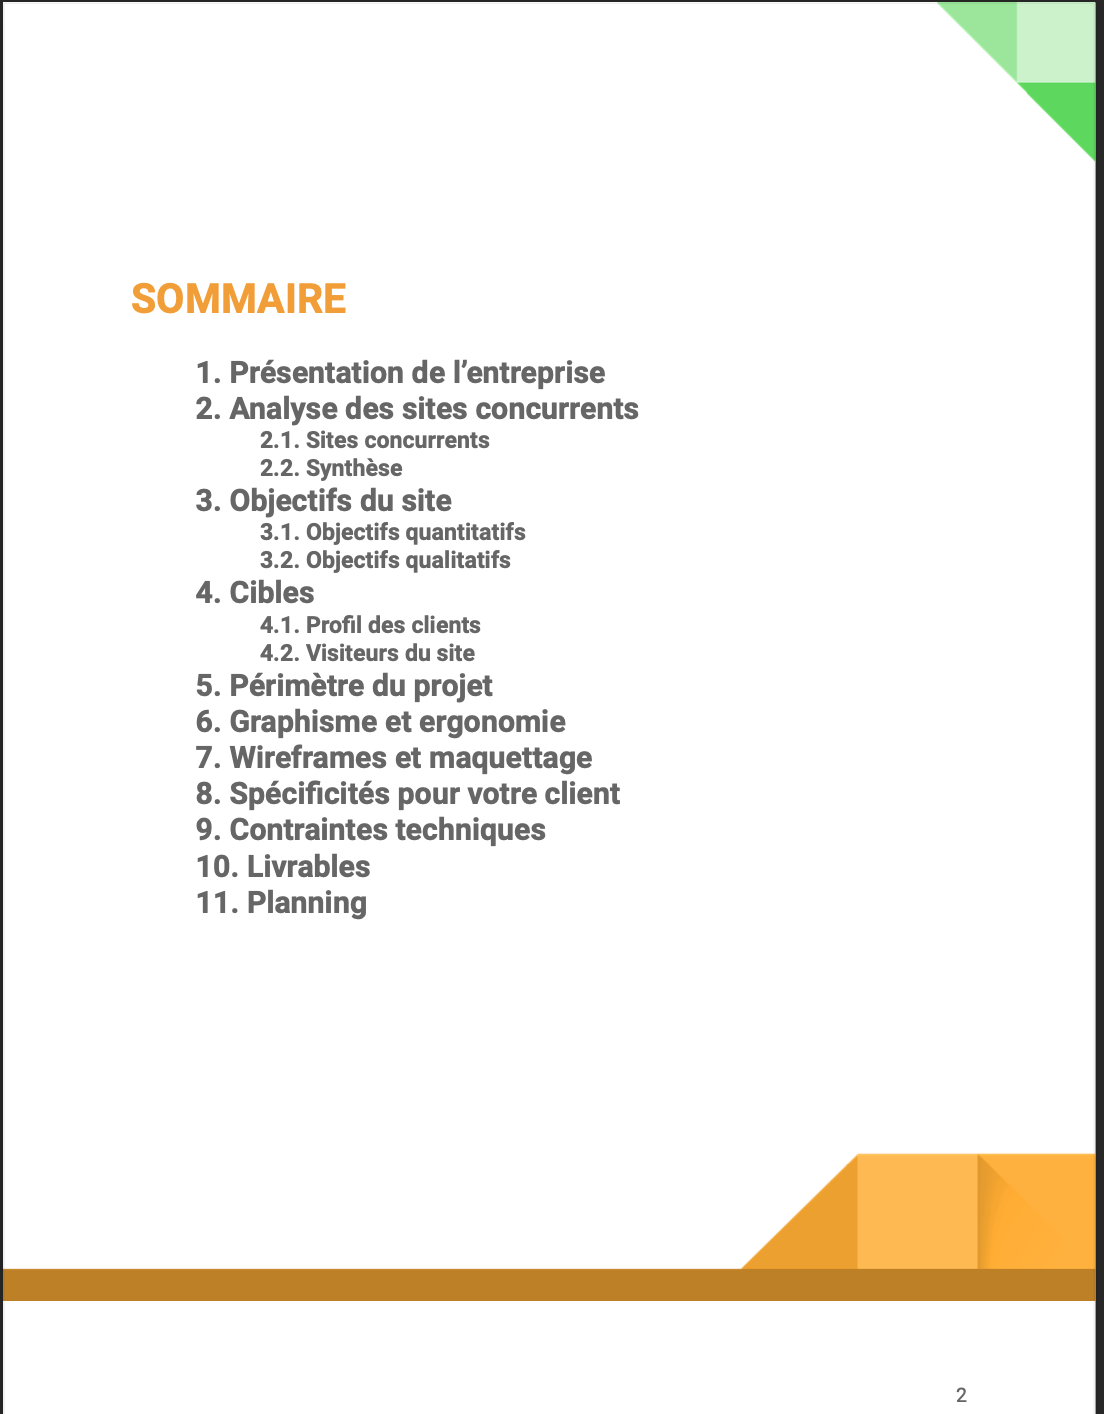 SOMMAIRE
1. Présentation de l’entreprise
2. Analyse des sites concurrents
2.1. Sites concurrents
2.2. Synthèse
3. Objectifs du site
3.1. Objectifs quantitatifs
3.2. Objectifs qualitatifs
4. Cibles
4.1. Profil des clients
4.2. Visiteurs du site
5. Périmètre du projet
6. Graphisme et ergonomie
7. Wireframes et maquettage
8. Spécificités pour votre client
9. Contraintes techniques
10. Livrables
11. Planning
2